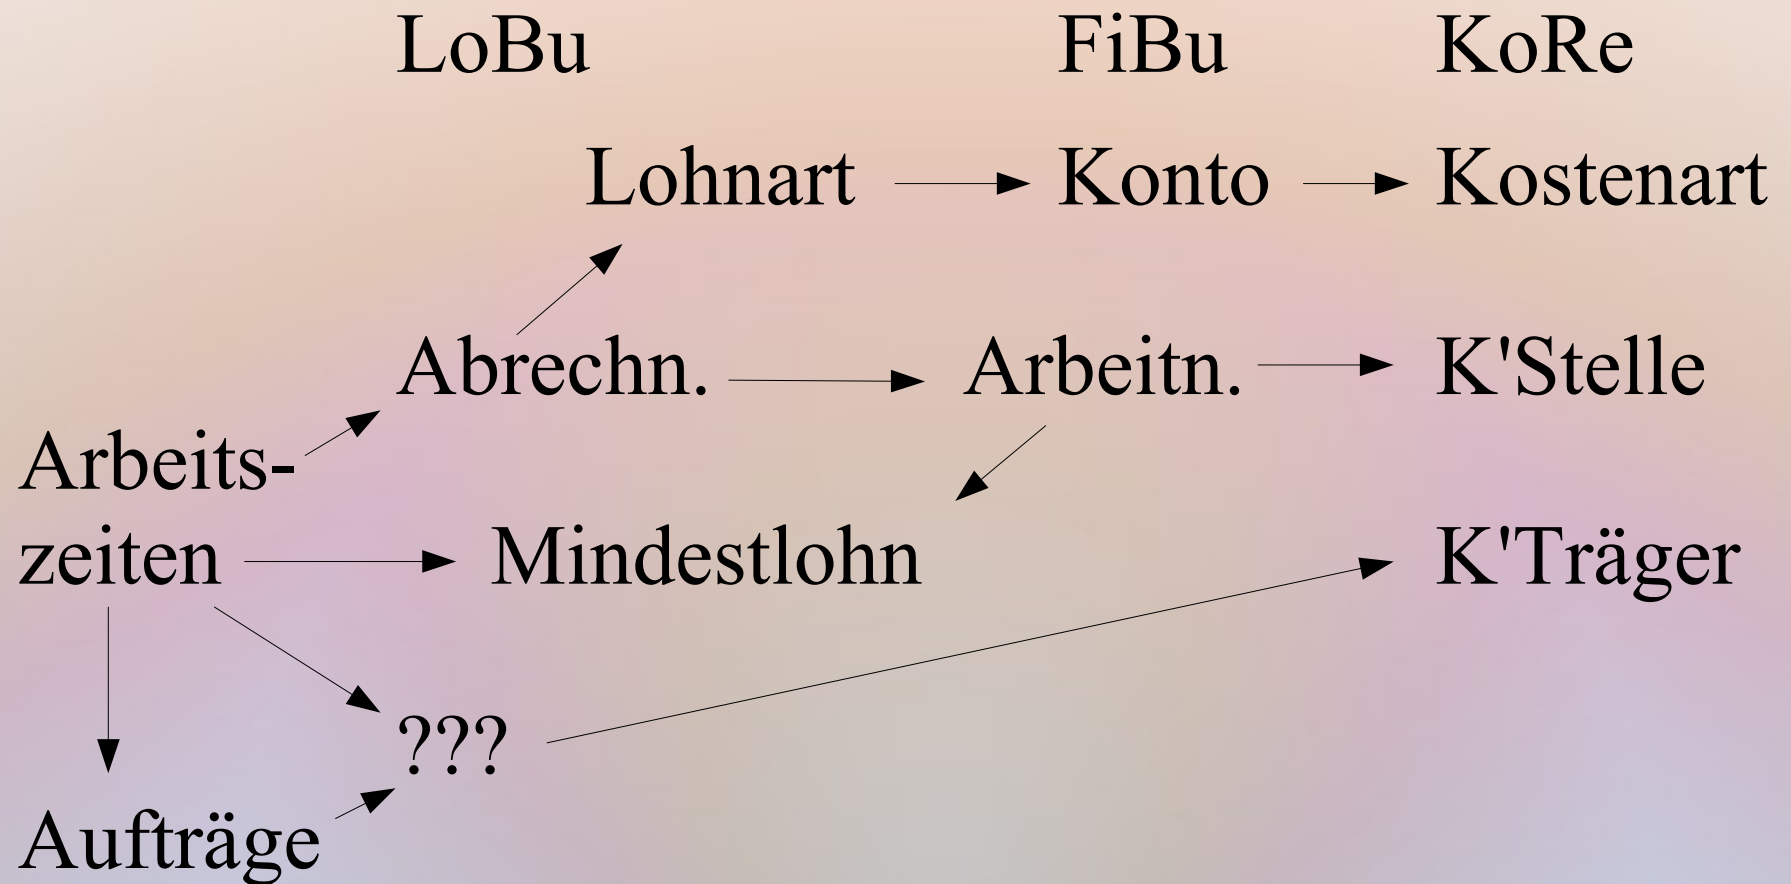 LoBu FiBu KoRe
Lohnart Konto Kostenart
Abrechn. Arbeitn. K'Stelle
Arbeits-
zeiten Mindestlohn K'Träger
???
Aufträge